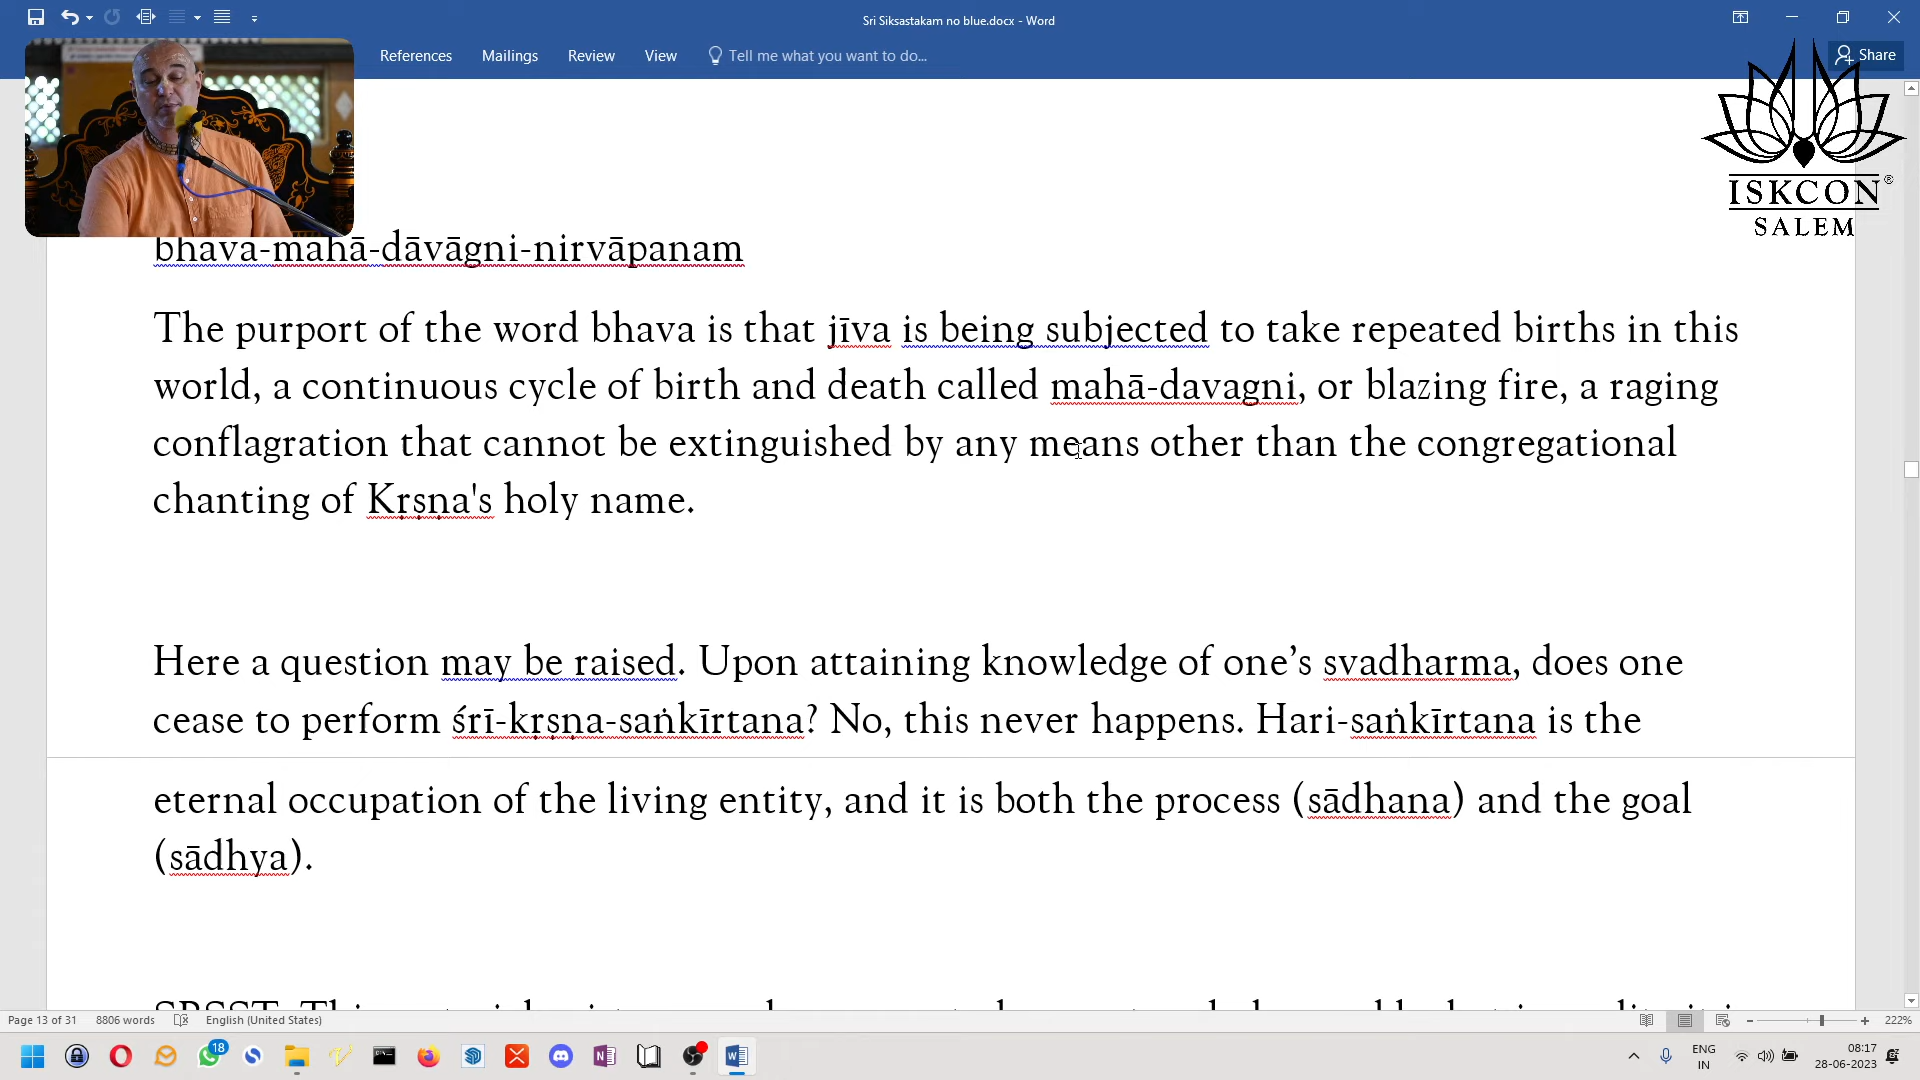 Sri Siksastakam no blue.docx - Word
References Mailings Review View Tell me what you want to do...
Share
ISKCON®
SALEM
bhava-mahā-dāvāgni-nirvāpanam
The purport of the word bhava is that jīva is being subjected to take repeated births in this
world, a continuous cycle of birth and death called mahā-davagni, or blazing fire, a raging
conflagration that cannot be extinguished by any means other than the congregational
chanting of Kṛṣṇa's holy name.
Here a question may be raised. Upon attaining knowledge of one’s svadharma, does one
cease to perform śrī-kṛṣṇa-saṅkīrtana? No, this never happens. Hari-saṅkīrtana is the
eternal occupation of the living entity, and it is both the process (sādhana) and the goal
(sādhya).
Page 13 of 31 8806 words English (United States) 222%
18
ENG
IN
08:17
28-06-2023